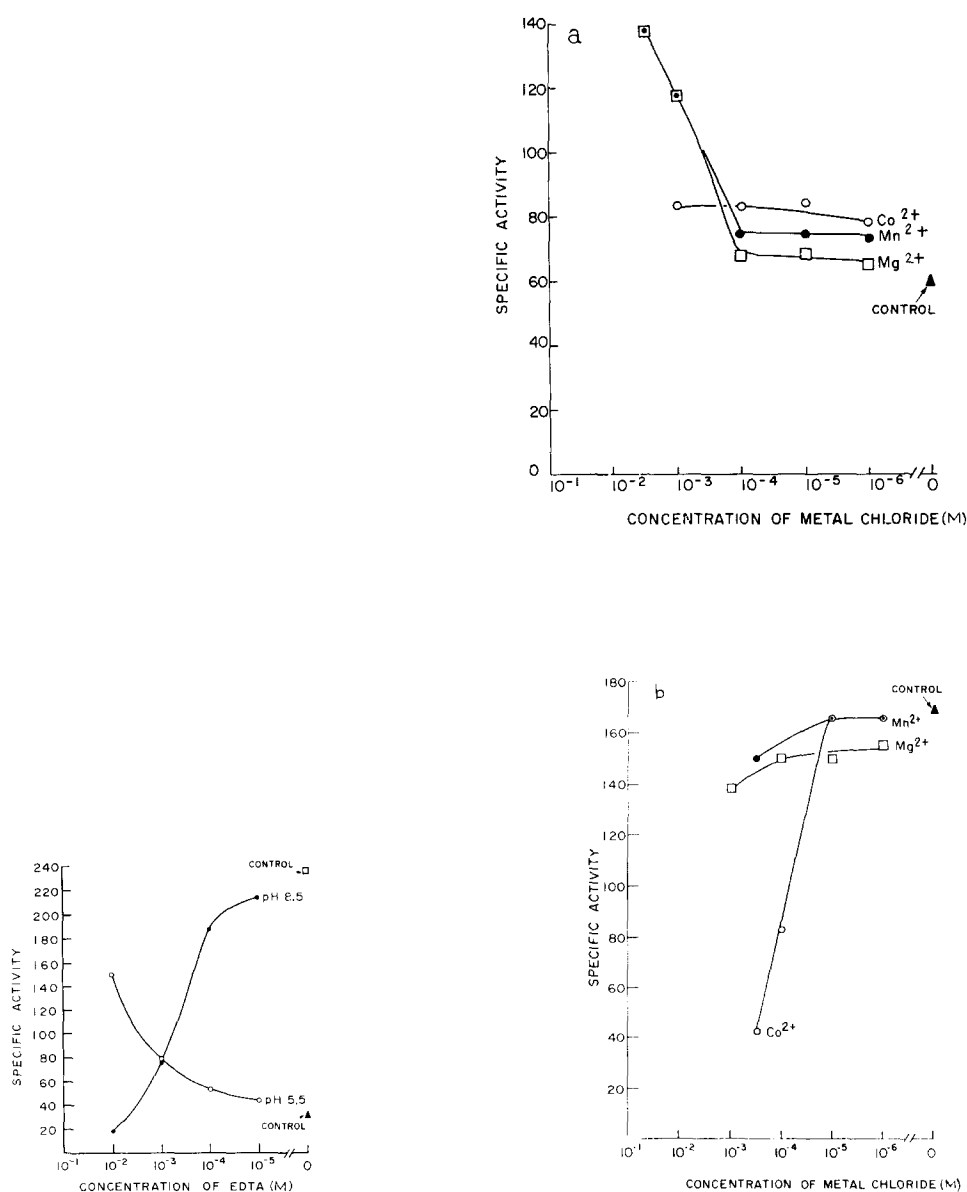 a
140
120
100
80
60
40
20
0
SPECIFIC ACTIVITY
Co 2+
Mn 2+
Mg 2+
CONTROL
10-1 10-2 10-3 10-4 10-5 10-6 0
CONCENTRATION OF METAL CHLORIDE (M)
240
220
200
180
160
140
120
100
80
60
40
20
SPECIFIC ACTIVITY
CONTROL
pH 8.5
pH 5.5
CONTROL
10-1 10-2 10-3 10-4 10-5 0
CONCENTRATION OF EDTA (M)
b
180
160
140
120
100
80
60
40
20
SPECIFIC ACTIVITY
CONTROL
Mn2+
Mg2+
Co2+
10-1 10-2 10-3 10-4 10-5 10-6 0
CONCENTRATION OF METAL CHLORIDE (M)